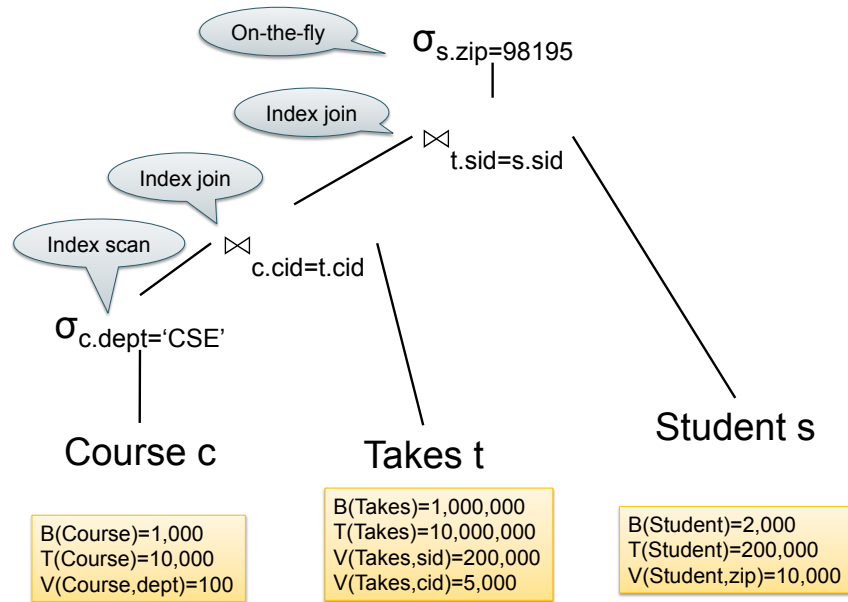 On-the-fly
σs.zip=98195
Index join
⋈t.sid=s.sid
Index join
⋈c.cid=t.cid
Index scan
σc.dept=‘CSE’
Course c
Takes t
Student s
B(Course)=1,000
T(Course)=10,000
V(Course,dept)=100
B(Takes)=1,000,000
T(Takes)=10,000,000
V(Takes,sid)=200,000
V(Takes,cid)=5,000
B(Student)=2,000
T(Student)=200,000
V(Student,zip)=10,000